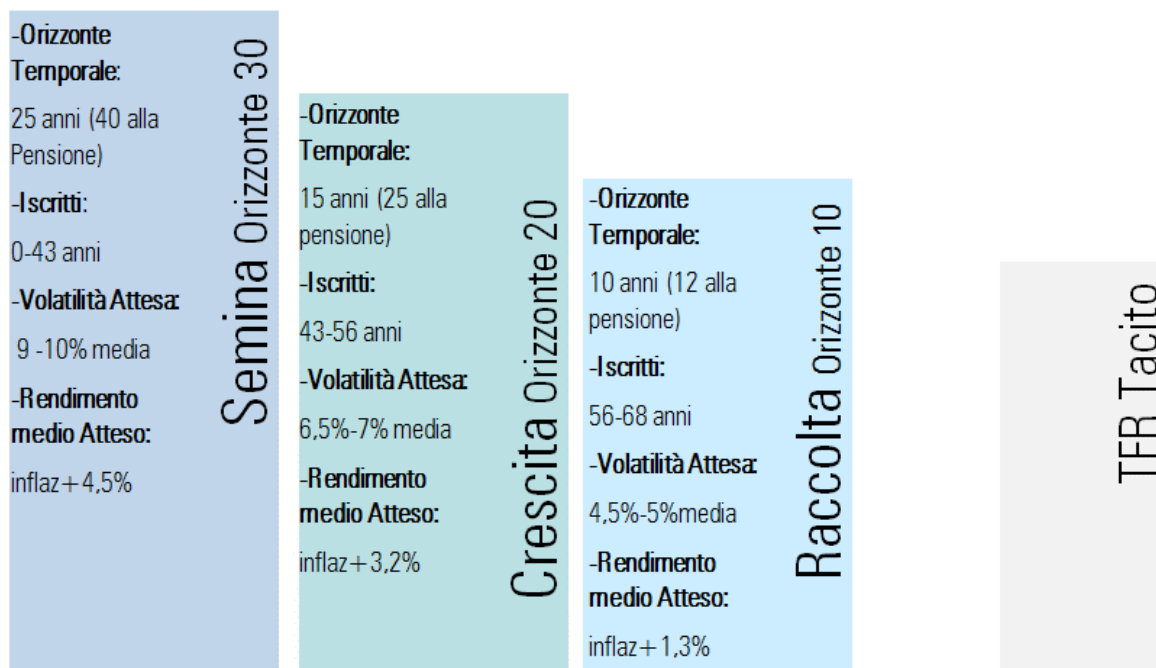 -Orizzonte
Temporale:
25 anni (40 alla
Pensione)
-Iscritti:
0-43 anni
-Volatilità Attesa:
9 -10% media
-Rendimento
medio Atteso:
inflaz+4,5%
Semina Orizzonte 30
-Orizzonte
Temporale:
15 anni (25 alla
pensione)
-Iscritti:
43-56 anni
-Volatilità Attesa:
6,5%-7% media
-Rendimento
medio Atteso:
inflaz+3,2%
Crescita Orizzonte 20
-Orizzonte
Temporale:
10 anni (12 alla
pensione)
-Iscritti:
56-68 anni
-Volatilità Attesa:
4,5%-5%media
-Rendimento
medio Atteso:
inflaz+1,3%
Raccolta Orizzonte 10
TFR Tacito